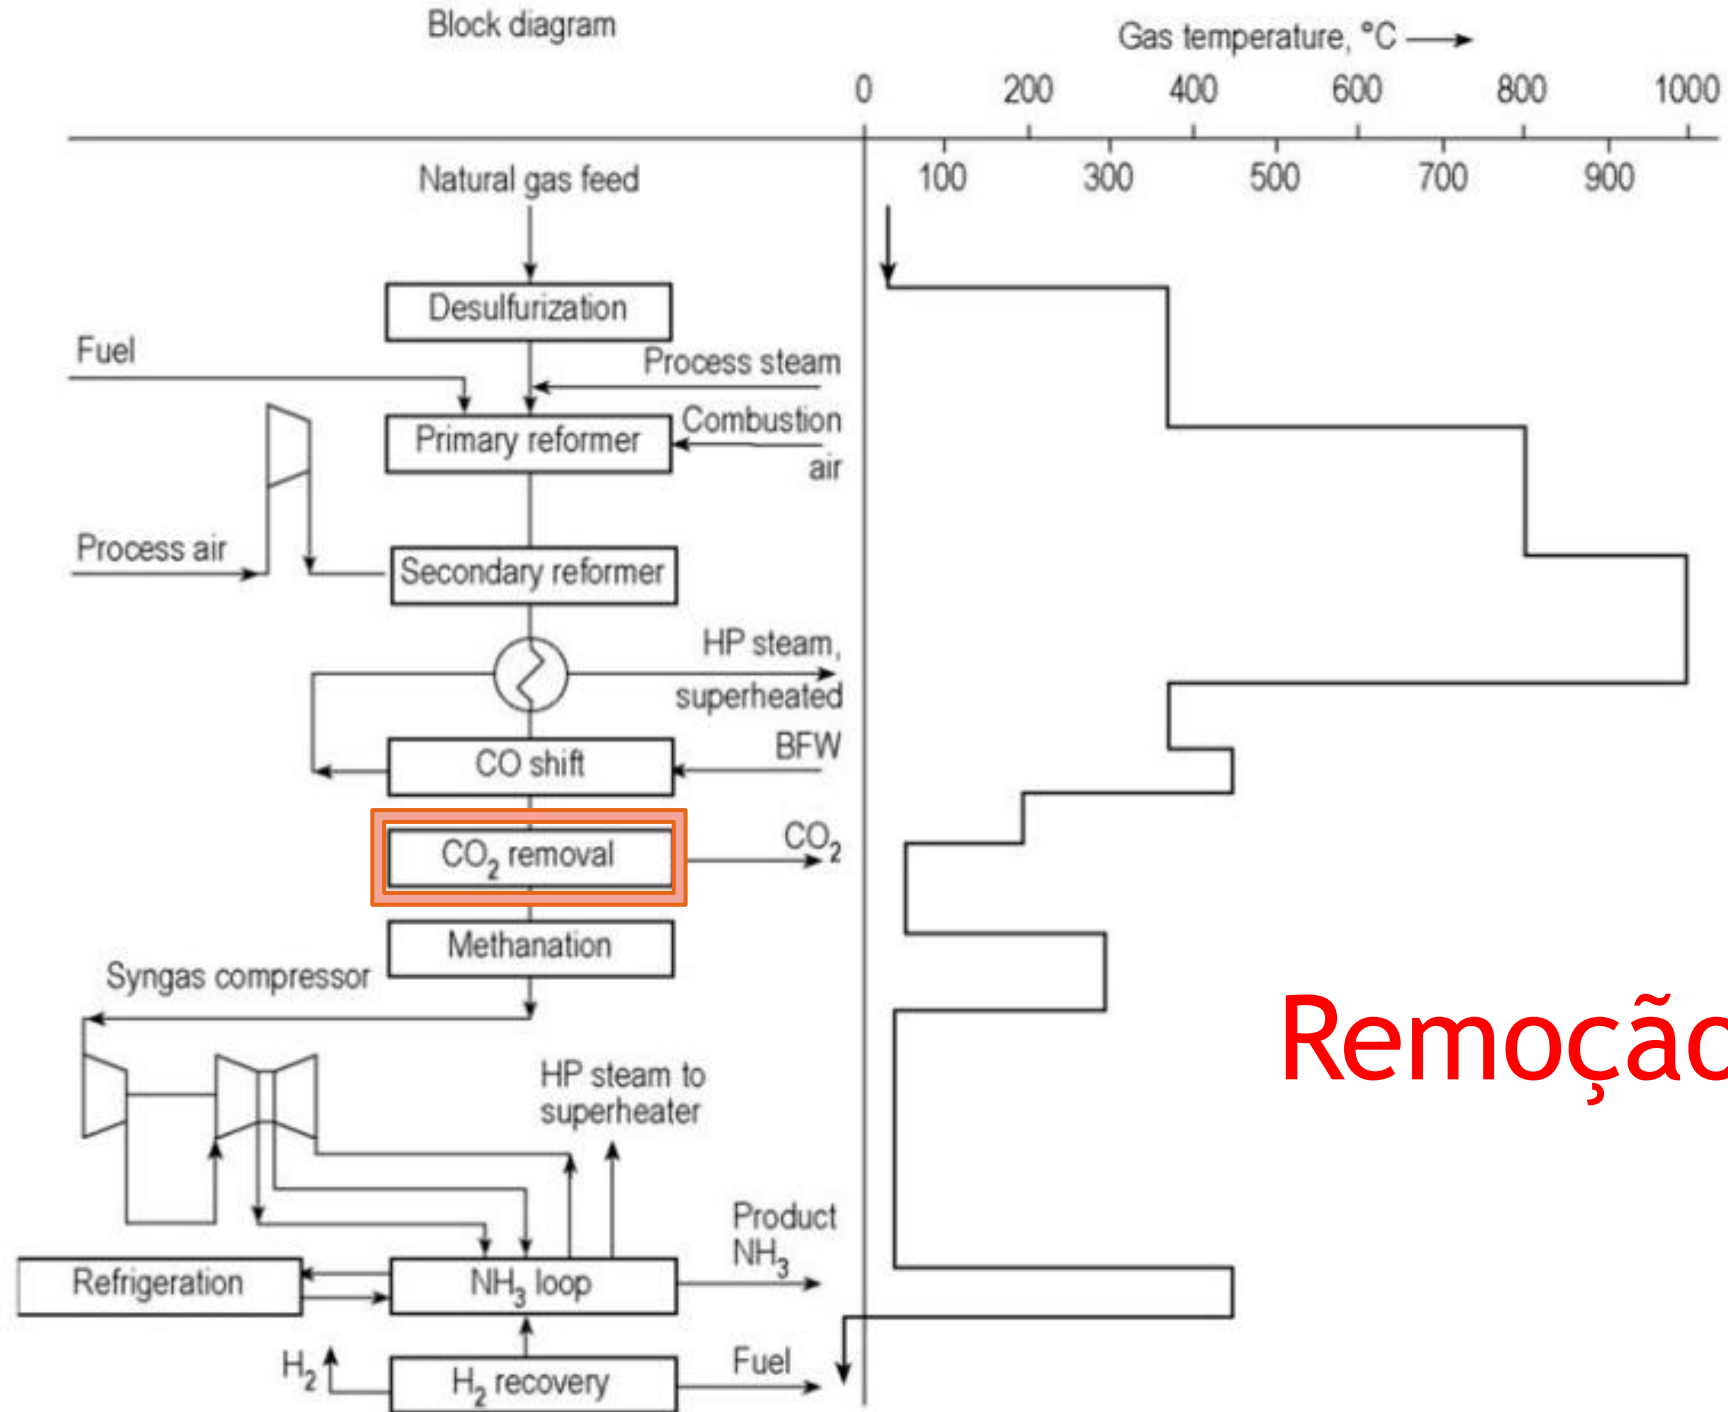 Block diagram
Gas temperature, °C
0 200 400 600 800 1000
100 300 500 700 900
Natural gas feed
Desulfurization
Fuel
Process steam
Primary reformer
Combustion
air
Process air
Secondary reformer
HP steam,
superheated
CO shift
BFW
CO₂ removal
CO₂
Methanation
Syngas compressor
Remoção
HP steam to
superheater
Product
NH₃
Refrigeration
NH₃ loop
H₂
H₂ recovery
Fuel